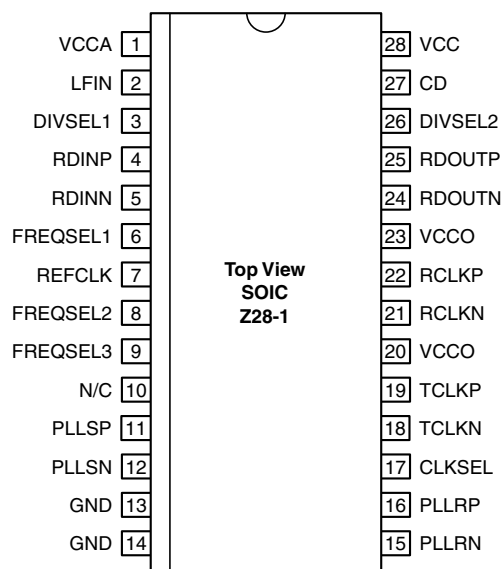 VCCA 1
LFIN 2
DIVSEL1 3
RDINP 4
RDINN 5
FREQSEL1 6
REFCLK 7
FREQSEL2 8
FREQSEL3 9
N/C 10
PLLSP 11
PLLSN 12
GND 13
GND 14
Top View
SOIC
Z28-1
28 VCC
27 CD
26 DIVSEL2
25 RDOUTP
24 RDOUTN
23 VCCO
22 RCLKP
21 RCLKN
20 VCCO
19 TCLKP
18 TCLKN
17 CLKSEL
16 PLLRP
15 PLLRN